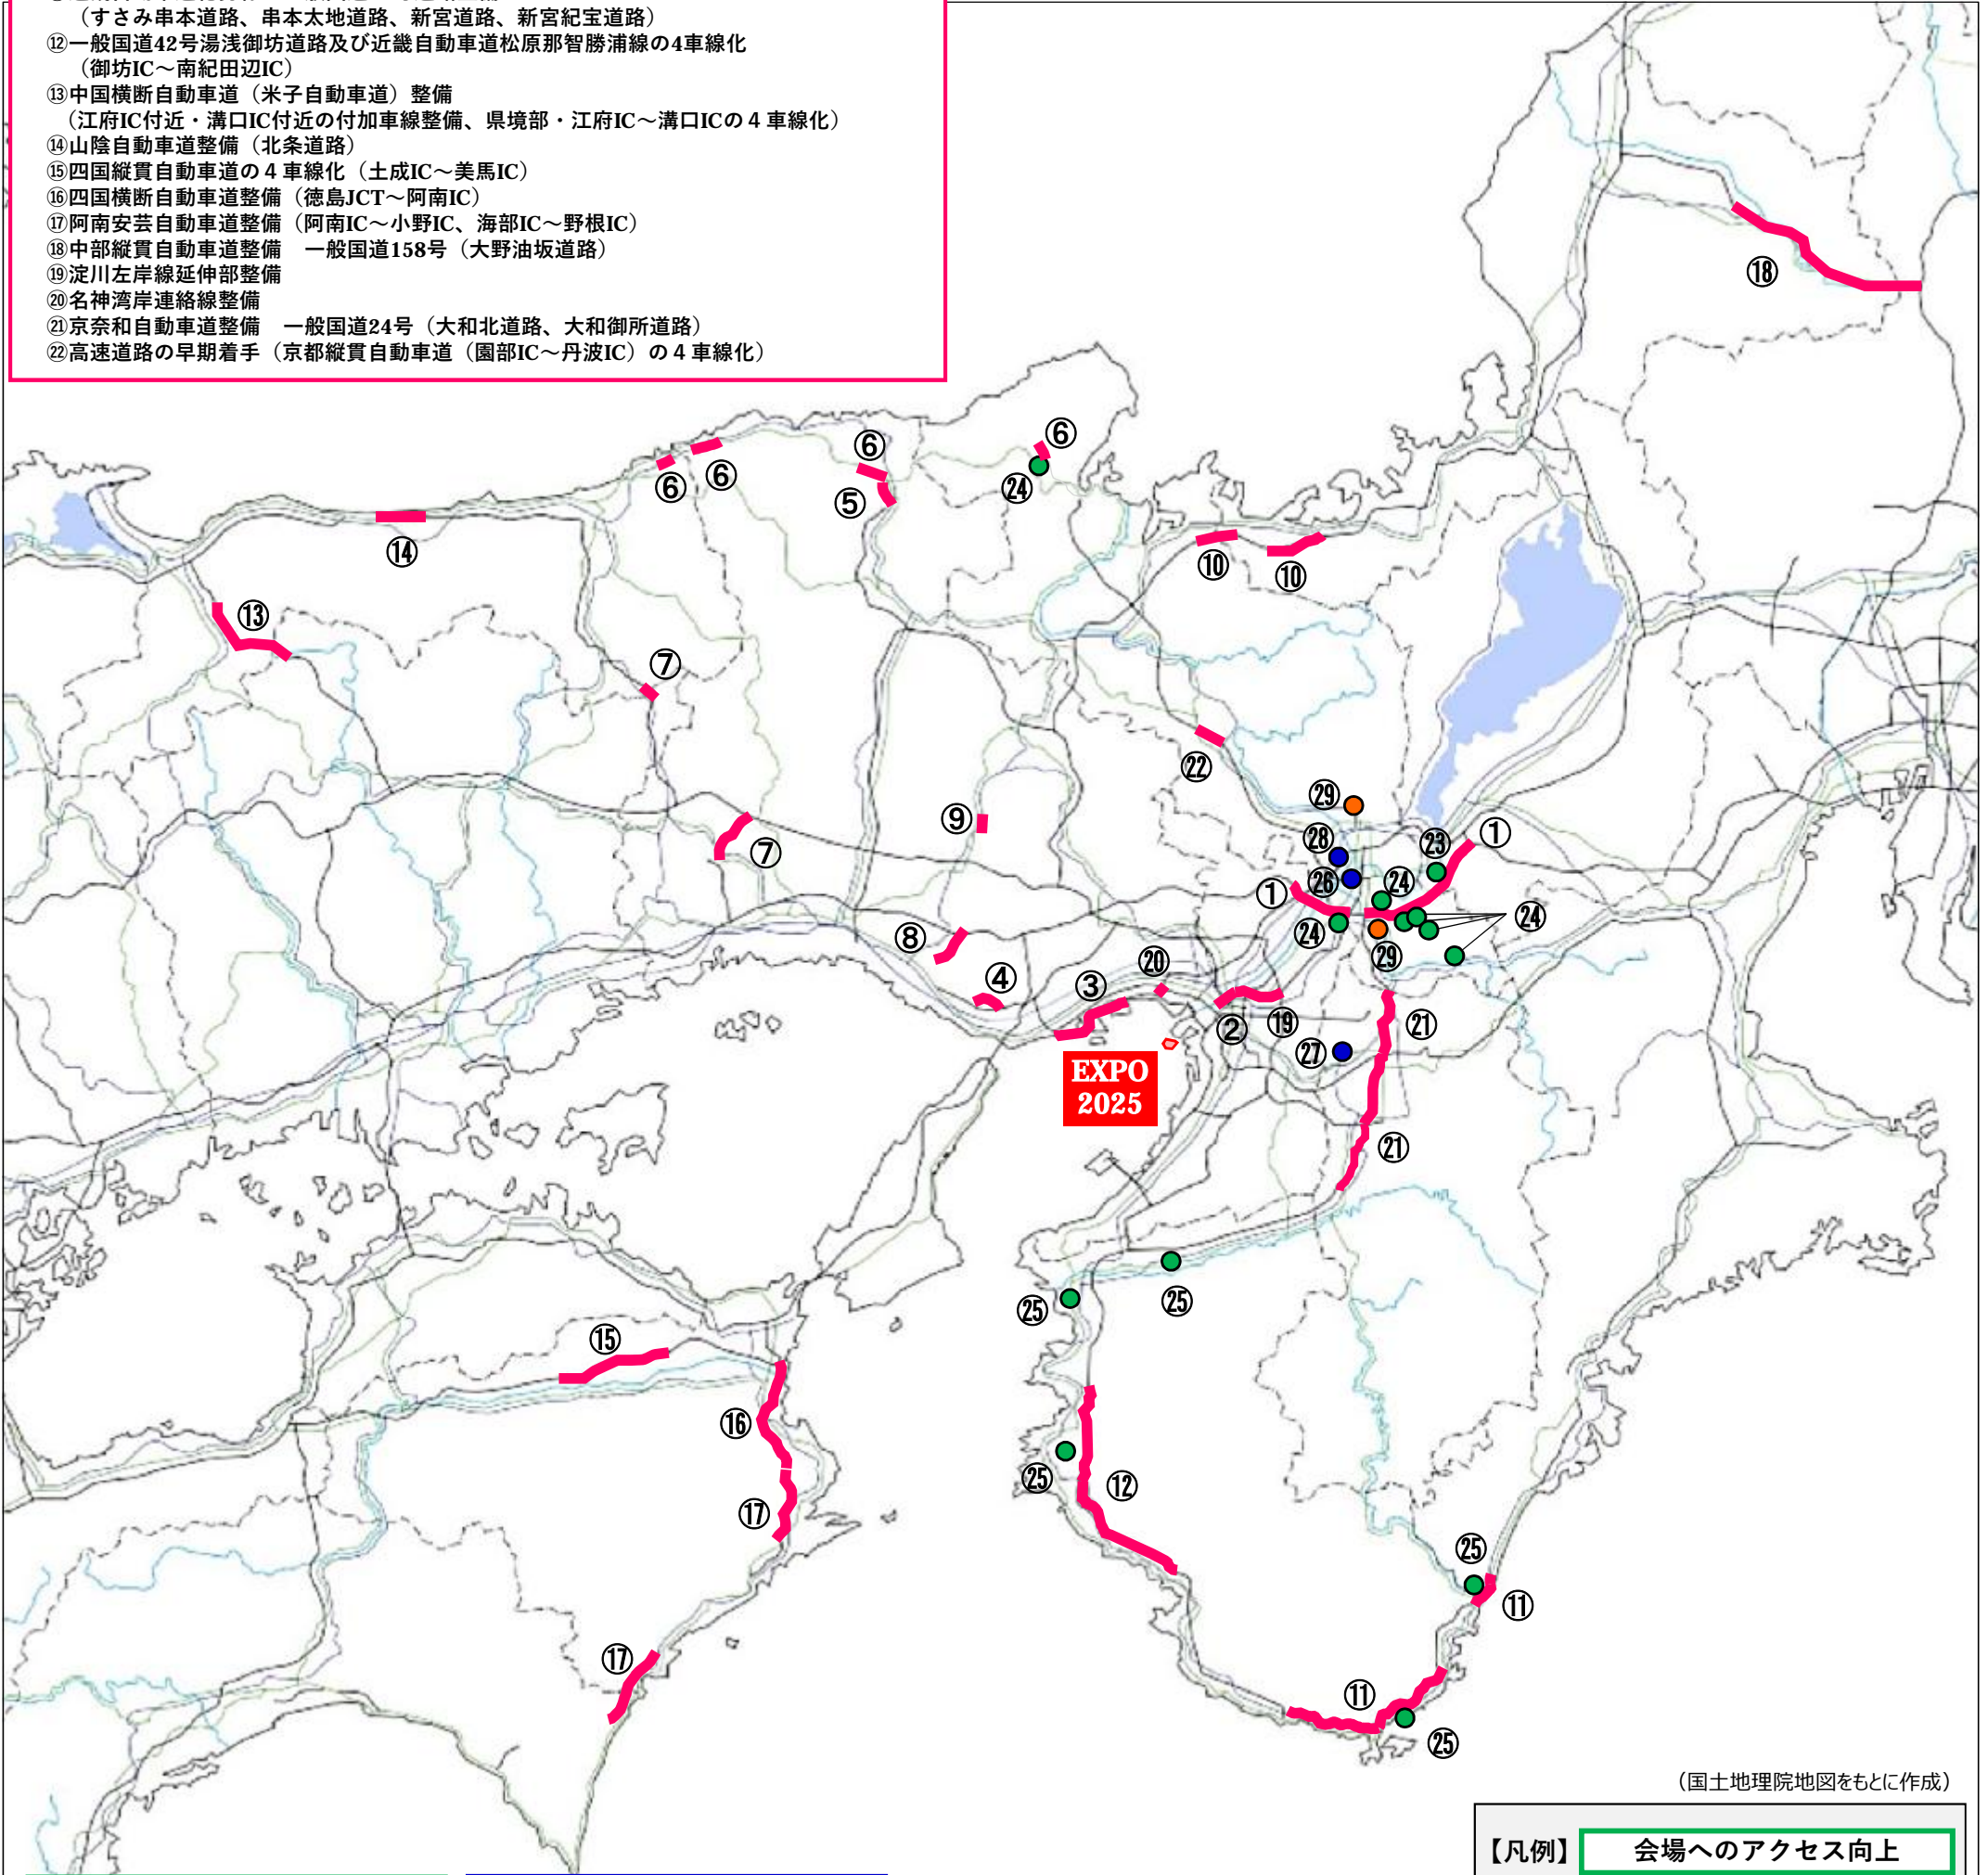 （すさみ串本道路、串本太地道路、新宮道路、新宮紀宝道路）
⑫一般国道42号湯浅御坊道路及び近畿自動車道松原那智勝浦線の4車線化
（御坊IC～南紀田辺IC）
⑬中国横断自動車道（米子自動車道）整備
（江府IC付近・溝口IC付近の付加車線整備、県境部・江府IC～溝口ICの４車線化）
⑭山陰自動車道整備（北条道路）
⑮四国縦貫自動車道の４車線化（土成IC～美馬IC）
⑯四国横断自動車道整備（徳島JCT～阿南IC）
⑰阿南安芸自動車道整備（阿南IC～小野IC、海部IC～野根IC）
⑱中部縦貫自動車道整備　一般国道158号（大野油坂道路）
⑲淀川左岸線延伸部整備
⑳名神湾岸連絡線整備
㉑京奈和自動車道整備　一般国道24号（大和北道路、大和御所道路）
㉒高速道路の早期着手（京都縦貫自動車道（園部IC～丹波IC）の４車線化）
⑱
⑥
⑥
⑥
⑥
㉔
⑤
⑭
⑩
⑩
⑬
⑦
㉒
㉙
⑨
㉘
㉓
①
⑦
㉖
㉔
①
㉔
㉔
⑧
㉙
⑳
④
③
②
⑲
㉑
㉗
EXPO
2025
㉑
㉕
㉕
⑮
⑯
㉕
⑫
⑰
㉕
⑪
⑰
⑪
㉕
（国土地理院地図をもとに作成）
【凡例】
会場へのアクセス向上